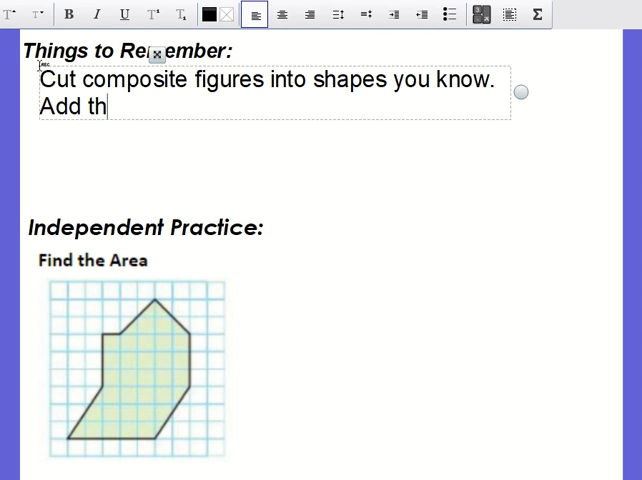 B I U T T Σ
Things to Remember:
Cut composite figures into shapes you know.
Add th
Independent Practice:
Find the Area